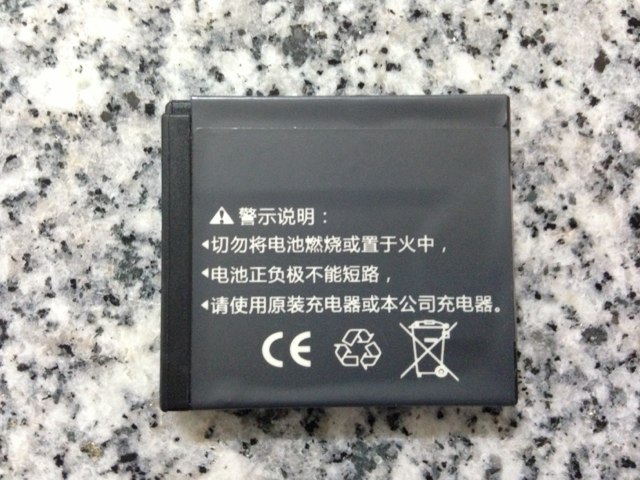 警示说明：
切勿将电池燃烧或置于火中，
电池正负极不能短路，
请使用原装充电器或本公司充电器。
CE